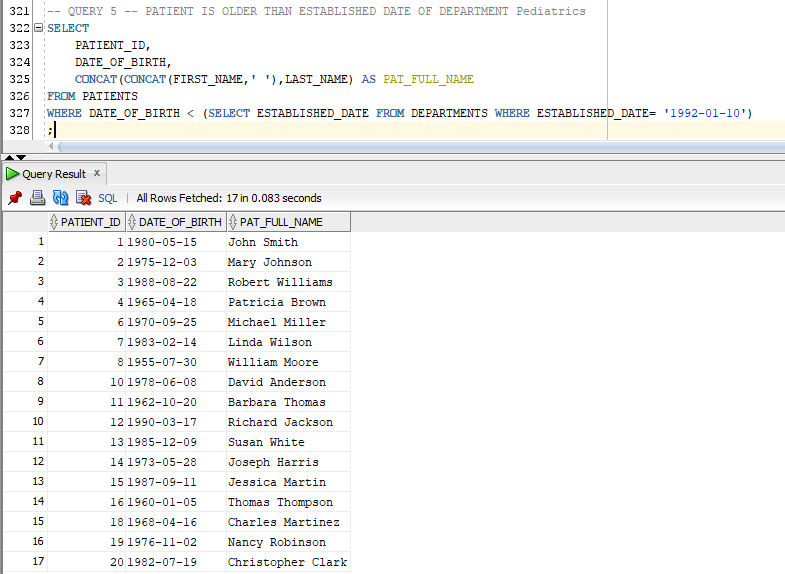 321 -- QUERY 5 -- PATIENT IS OLDER THAN ESTABLISHED DATE OF DEPARTMENT Pediatrics
322 SELECT
323 PATIENT_ID,
324 DATE_OF_BIRTH,
325 CONCAT(CONCAT(FIRST_NAME,' '),LAST_NAME) AS PAT_FULL_NAME
326 FROM PATIENTS
327 WHERE DATE_OF_BIRTH < (SELECT ESTABLISHED_DATE FROM DEPARTMENTS WHERE ESTABLISHED_DATE= '1992-01-10')
328 ;
Query Result x
SQL | All Rows Fetched: 17 in 0.083 seconds
PATIENT_ID DATE_OF_BIRTH PAT_FULL_NAME
1 1 1980-05-15 John Smith
2 2 1975-12-03 Mary Johnson
3 3 1988-08-22 Robert Williams
4 4 1965-04-18 Patricia Brown
5 6 1970-09-25 Michael Miller
6 7 1983-02-14 Linda Wilson
7 8 1955-07-30 William Moore
8 10 1978-06-08 David Anderson
9 11 1962-10-20 Barbara Thomas
10 12 1990-03-17 Richard Jackson
11 13 1985-12-09 Susan White
12 14 1973-05-28 Joseph Harris
13 15 1987-09-11 Jessica Martin
14 16 1960-01-05 Thomas Thompson
15 18 1968-04-16 Charles Martinez
16 19 1976-11-02 Nancy Robinson
17 20 1982-07-19 Christopher Clark